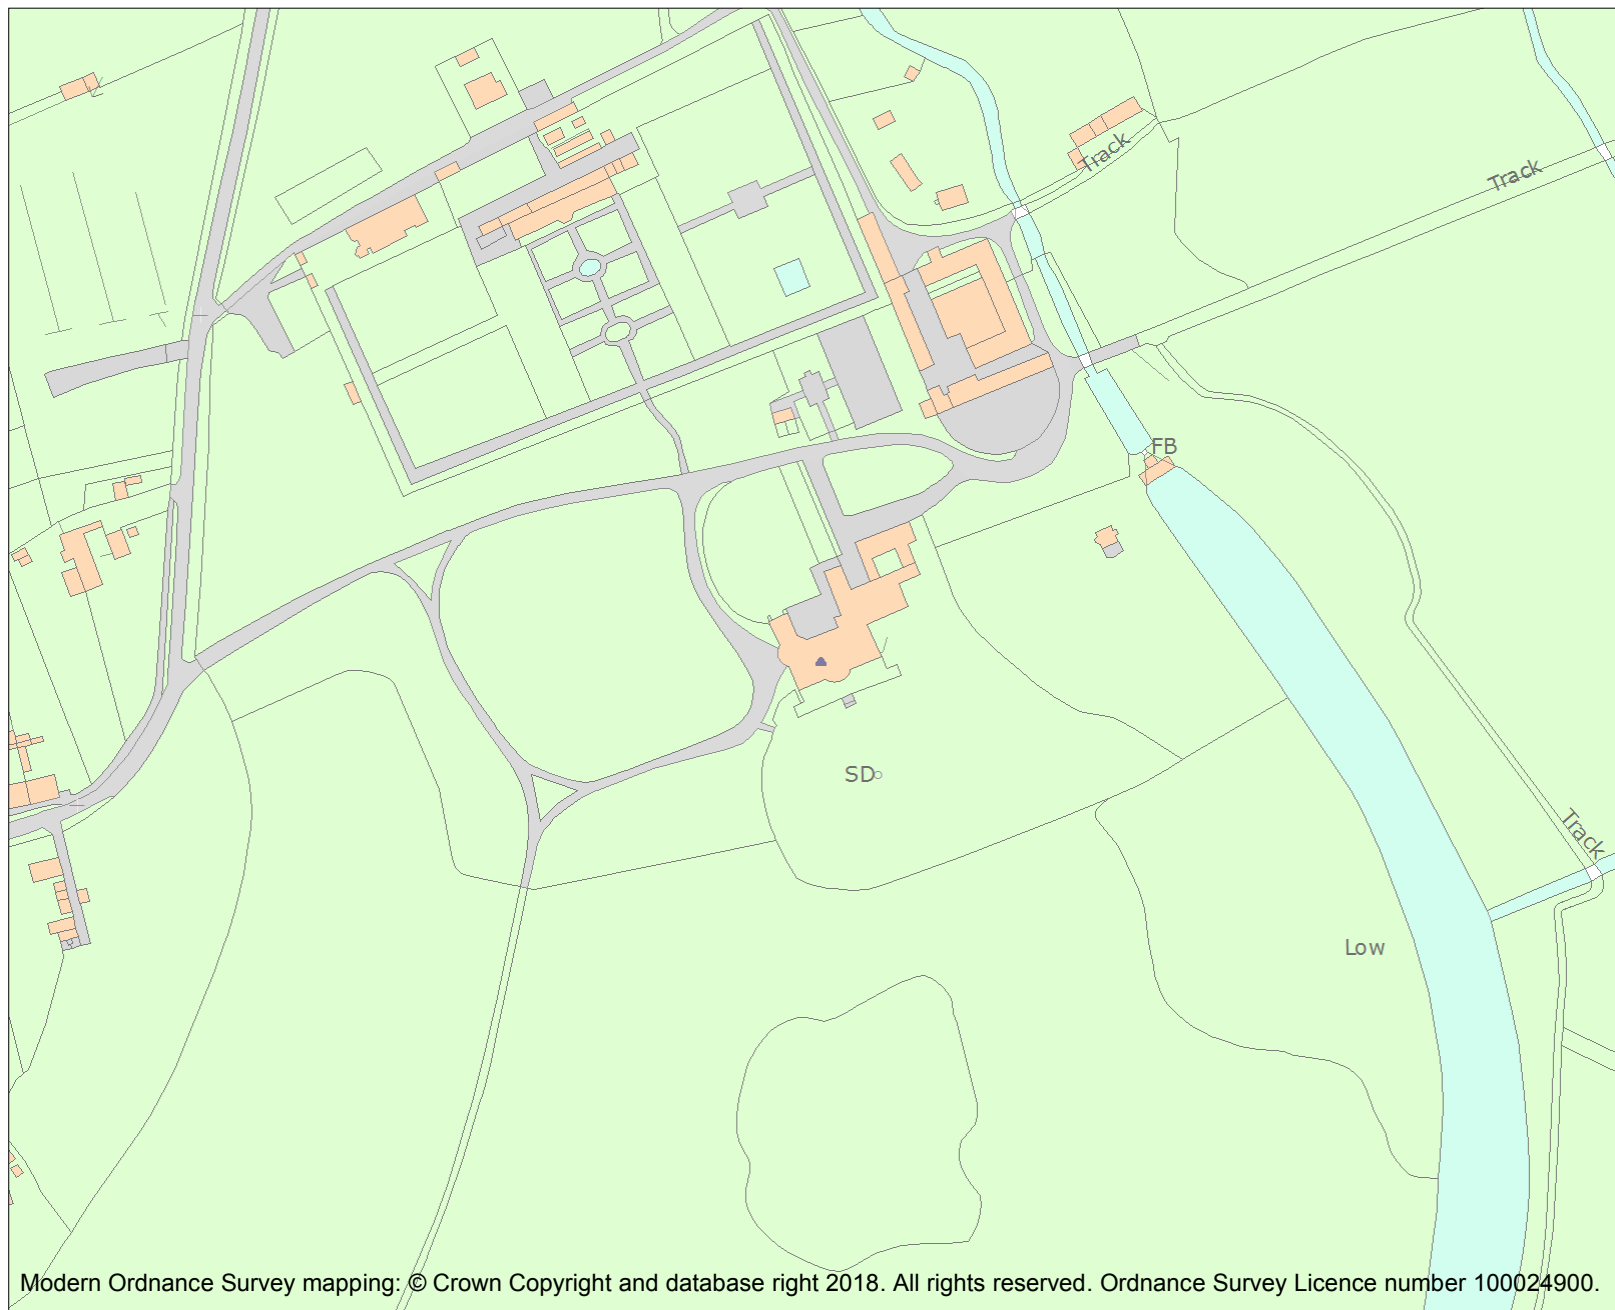 Track
Track
FB
SD
Track
Low
Modern Ordnance Survey mapping: © Crown Copyright and database right 2018. All rights reserved. Ordnance Survey Licence number 100024900.